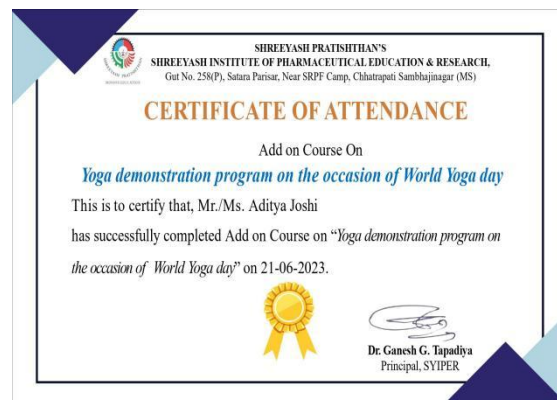 SHREEYASH PRATISHTHAN'S
SHREEYASH INSTITUTE OF PHARMACEUTICAL EDUCATION & RESEARCH,
Gut No. 258(P), Satara Parisar, Near SRPF Camp, Chhatrapati Sambhajinagar (MS)
CERTIFICATE OF ATTENDANCE
Add on Course On
Yoga demonstration program on the occasion of World Yoga day
This is to certify that, Mr./Ms. Aditya Joshi
has successfully completed Add on Course on “Yoga demonstration program on
the occasion of World Yoga day” on 21-06-2023.
Dr. Ganesh G. Tapadiya
Principal, SYIPER